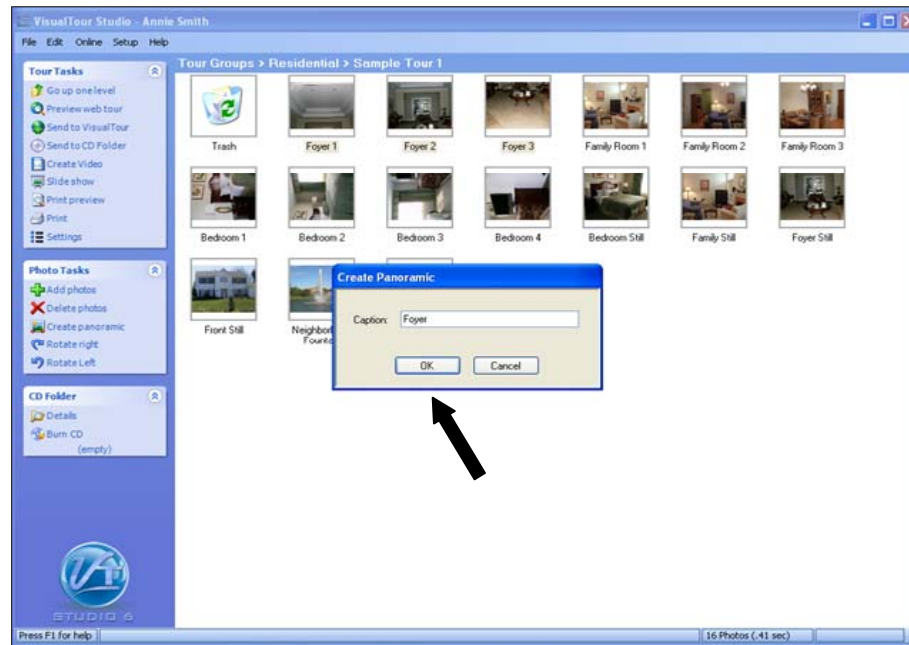 VisualTour Studio - Annie Smith
File Edit Online Setup Help
Tour Groups > Residential > Sample Tour 1
Tour Tasks
Go up one level
Preview web tour
Send to VisualTour
Send to CD Folder
Create Video
Slide show
Print preview
Print
Settings
Photo Tasks
Add photos
Delete photos
Create panoramic
Rotate right
Rotate Left
CD Folder
Details
Burn CD
(empty)
STUDIO 6
Trash Foyer 1 Foyer 2 Foyer 3 Family Room 1 Family Room 2 Family Room 3
Bedroom 1 Bedroom 2 Bedroom 3 Bedroom 4 Bedroom Still Family Still Foyer Still
Front Still Neighborh
Founta
Create Panoramic
Caption: Foyer
OK Cancel
Press F1 for help 16 Photos (.41 sec)